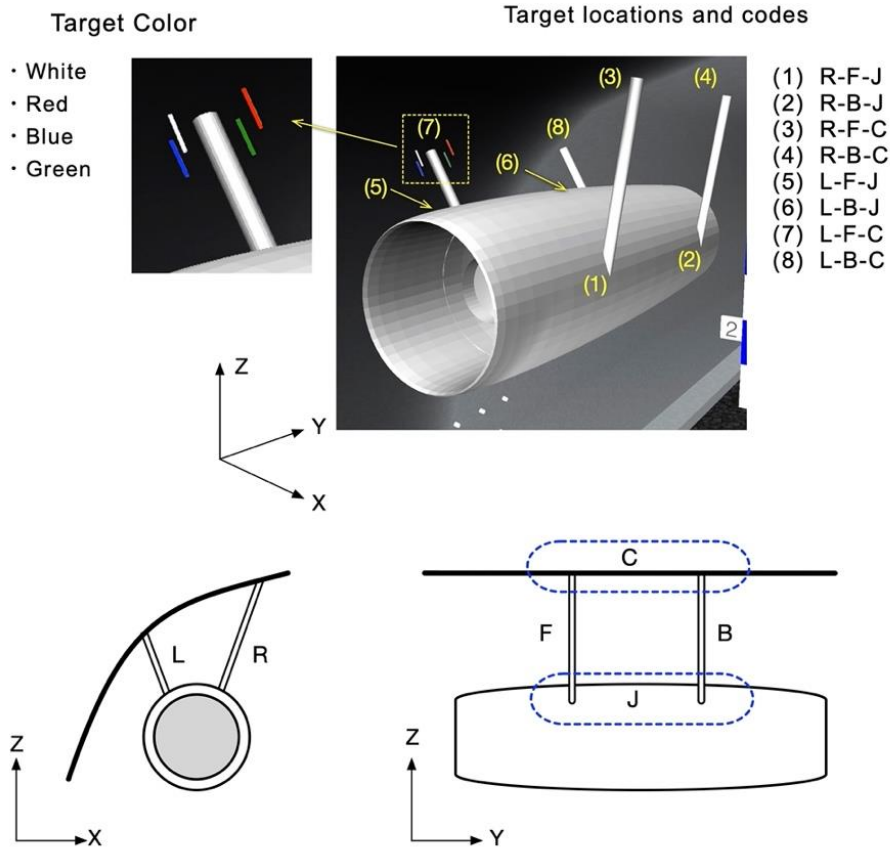 Target Color
・White
・Red
・Blue
・Green
Target locations and codes
(3)
(4)
(7)
(8)
(5)
(6)
(1)
(2)
2
(1) R-F-J
(2) R-B-J
(3) R-F-C
(4) R-B-C
(5) L-F-J
(6) L-B-J
(7) L-F-C
(8) L-B-C
Z
Y
X
L
R
Z
X
C
F
B
J
Z
Y